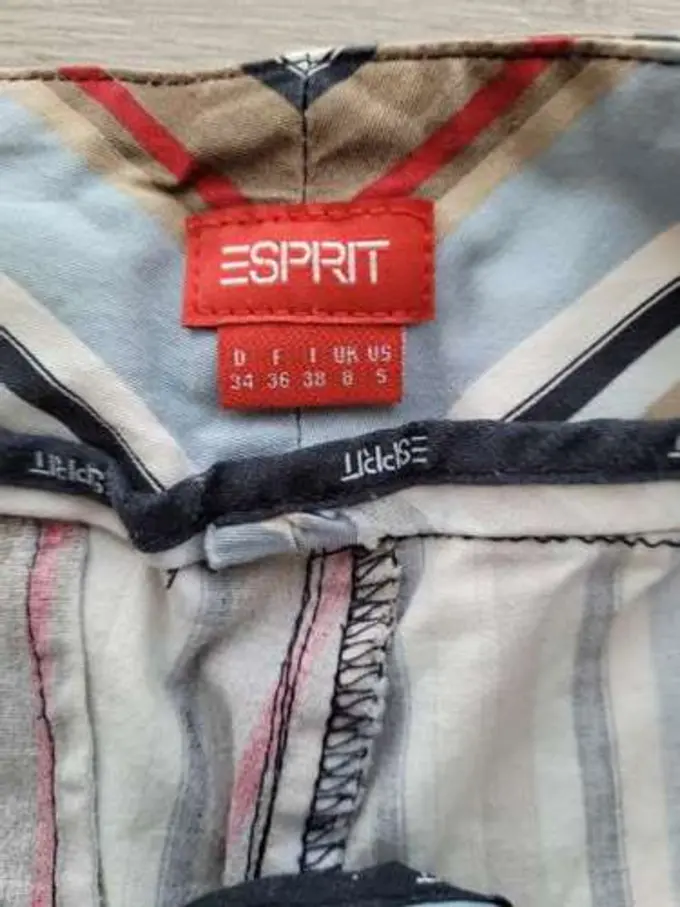 ESPRIT
D F I UK US
34 36 38 8 5
ESPRIT
ESPRIT